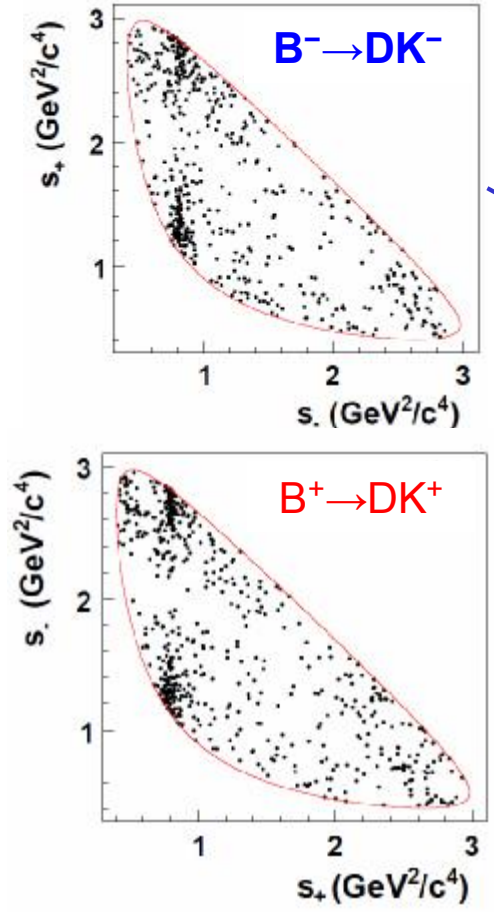 B⁻→DK⁻
s₊ (GeV²/c⁴)
3
2
1
1 2 3
s₋ (GeV²/c⁴)
B⁺→DK⁺
s₋ (GeV²/c⁴)
3
2
1
1 2 3
s₊ (GeV²/c⁴)